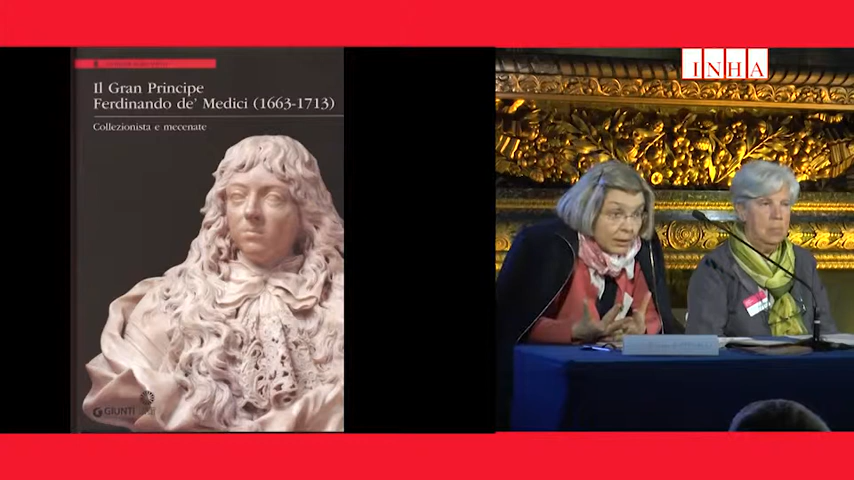 Il Gran Principe
Ferdinando de' Medici (1663-1713)
Collezionista e mecenate
GIUNTI
INHA